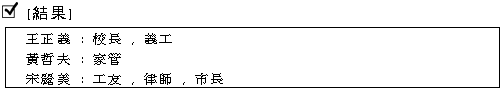 [結果]
王正義 : 校長 , 義工
黃哲夫 : 家管
宋麗美 : 工友 , 律師 , 市長